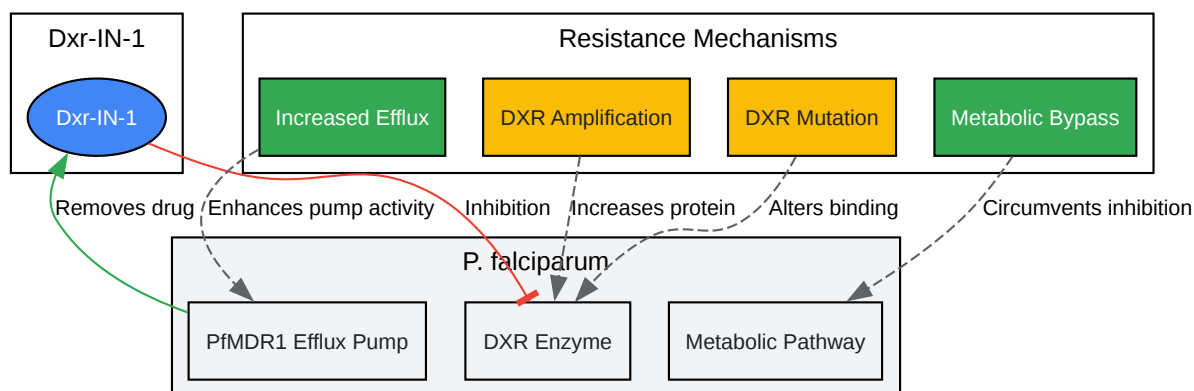 Dxr-IN-1
Resistance Mechanisms
Dxr-IN-1
Increased Efflux
DXR Amplification
DXR Mutation
Metabolic Bypass
Removes drug
Enhances pump activity
Inhibition
Increases protein
Alters binding
Circumvents inhibition
P. falciparum
PfMDR1 Efflux Pump
DXR Enzyme
Metabolic Pathway